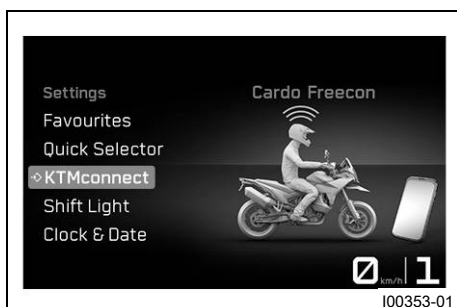 Settings
Favourites
Quick Selector
KTMconnect
Shift Light
Clock & Date
Cardo Freecon
0 km/h 1
I00353-01